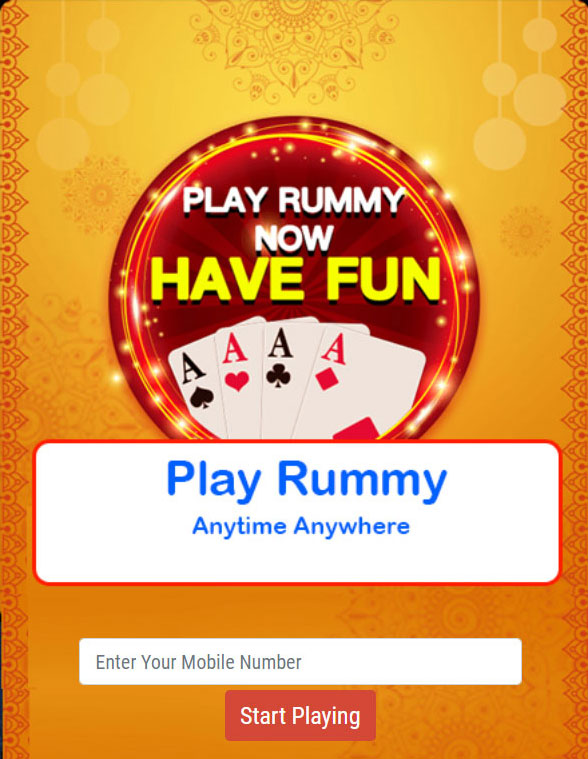 PLAY RUMMY
NOW
HAVE FUN
A A A A
Play Rummy
Anytime Anywhere
Enter Your Mobile Number
Start Playing